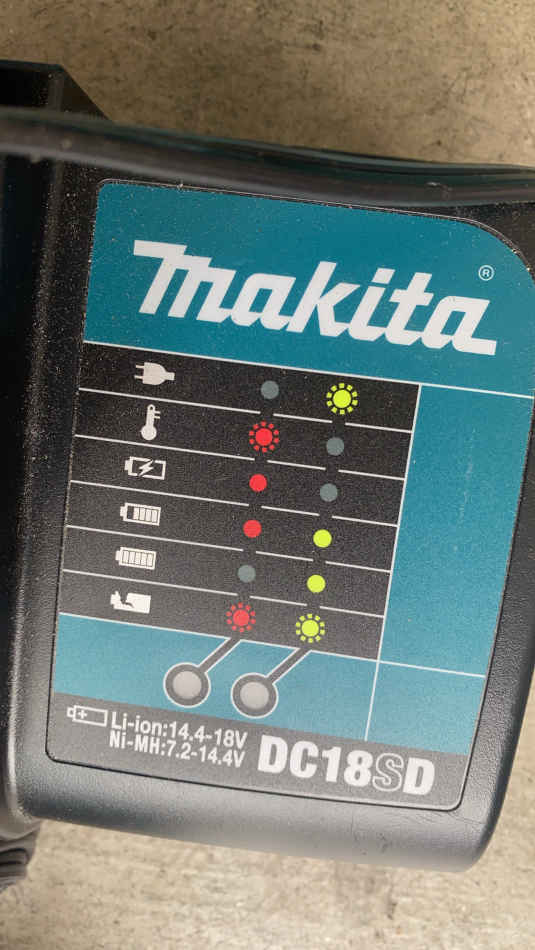 makita®
Li-ion:14.4-18V
Ni-MH:7.2-14.4V
DC18SD